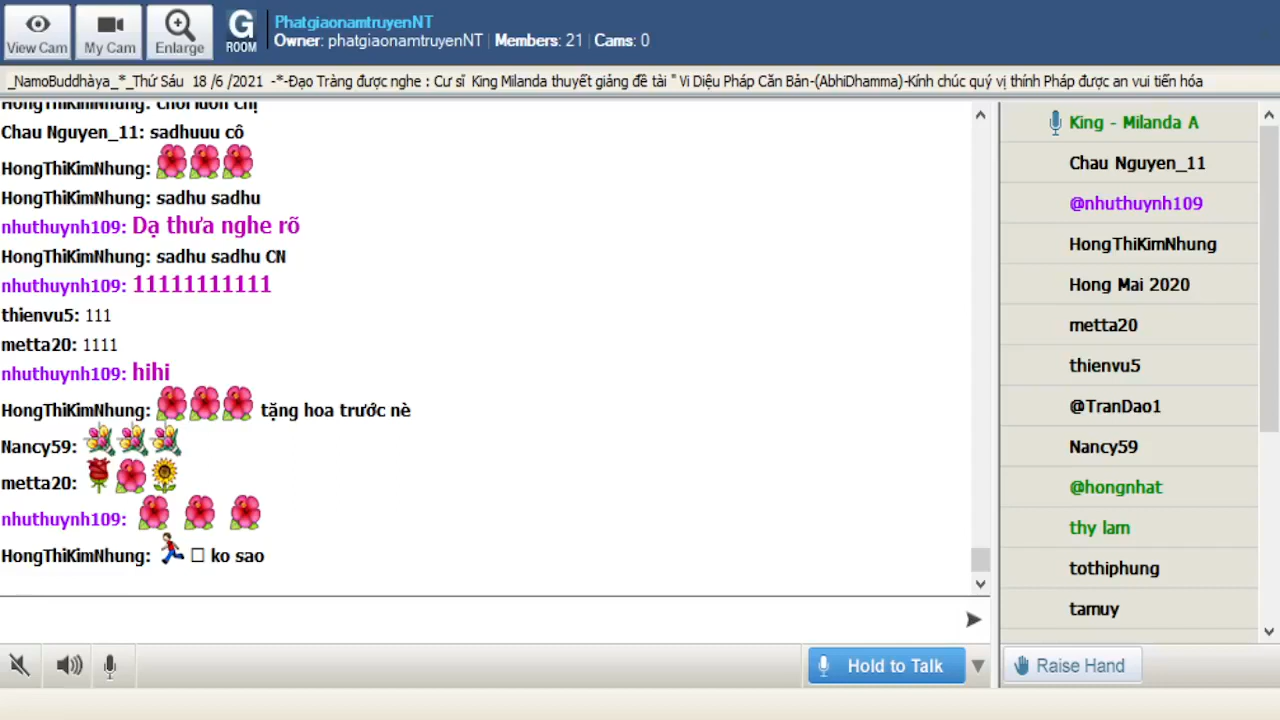 PhatgiaonamtruyenNT
View Cam
My Cam
Enlarge
G
ROOM
Owner: phatgiaonamtruyenNT | Members: 21 | Cams: 0
_NamoBuddhàya_*_Thứ Sáu 18 /6 /2021 -*-Đạo Tràng được nghe : Cư sĩ King Milanda thuyết giảng đề tài " Vi Diệu Pháp Căn Bản-(AbhiDhamma)-Kính chúc quý vị thính Pháp được an vui tiến hóa
HongThiKimNhung: chơi luôn chị
Chau Nguyen_11: sadhuuu cô
HongThiKimNhung:
HongThiKimNhung: sadhu sadhu
nhuthuynh109: Dạ thưa nghe rõ
HongThiKimNhung: sadhu sadhu CN
nhuthuynh109: 11111111111
thienvu5: 111
metta20: 1111
nhuthuynh109: hihi
HongThiKimNhung: tặng hoa trước nè
Nancy59:
metta20:
nhuthuynh109:
HongThiKimNhung: ko sao
King - Milanda A
Chau Nguyen_11
@nhuthuynh109
HongThiKimNhung
Hong Mai 2020
metta20
thienvu5
@TranDao1
Nancy59
@hongnhat
thy lam
tothiphung
tamuy
Hold to Talk
Raise Hand